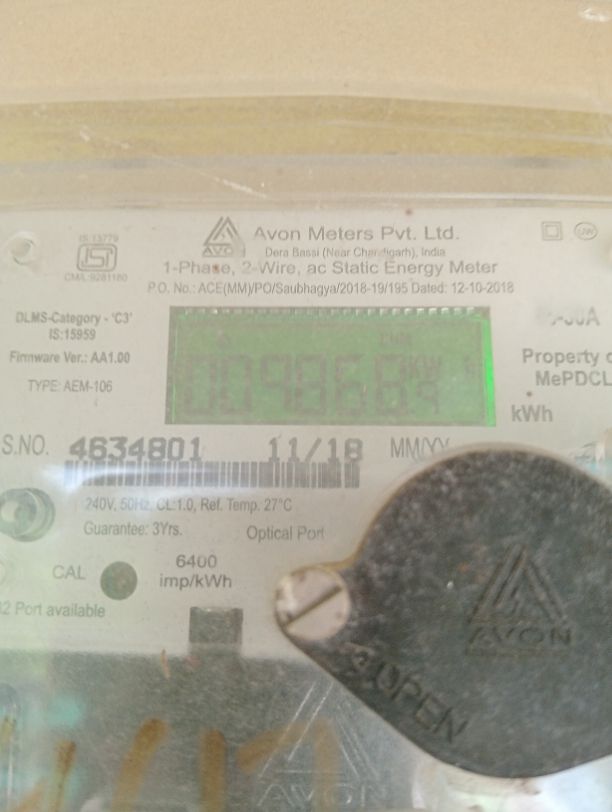 IS:13779
ISI
CM/L:9281180
AVON
Avon Meters Pvt. Ltd.
Dera Bassi (Near Chandigarh), India
1-Phase, 2-Wire, ac Static Energy Meter
P.O. No.: ACE(MM)/PO/Saubhagya/2018-19/195 Dated: 12-10-2018
DLMS-Category - 'C3'
IS:15959
Firmware Ver.: AA1.00
TYPE: AEM-106
Property
MePDCL
kWh
S.NO. 4634801 11/18 MM/YY
240V, 50Hz, CL:1.0, Ref. Temp. 27°C
Guarantee: 3Yrs. Optical Port
CAL
6400
imp/kWh
Port available
AVON
OPEN
AVON